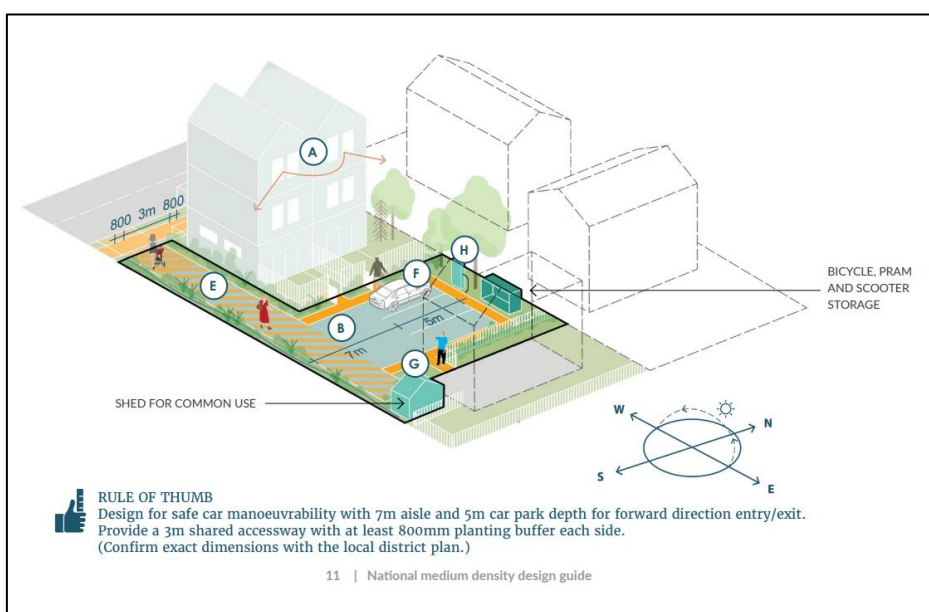 A
800 3m 800
H
F
E
BICYCLE, PRAM
AND SCOOTER
STORAGE
B
5m
7m
G
SHED FOR COMMON USE
W
N
S
E
RULE OF THUMB
Design for safe car manoeuvrability with 7m aisle and 5m car park depth for forward direction entry/exit.
Provide a 3m shared accessway with at least 800mm planting buffer each side.
(Confirm exact dimensions with the local district plan.)
11 | National medium density design guide